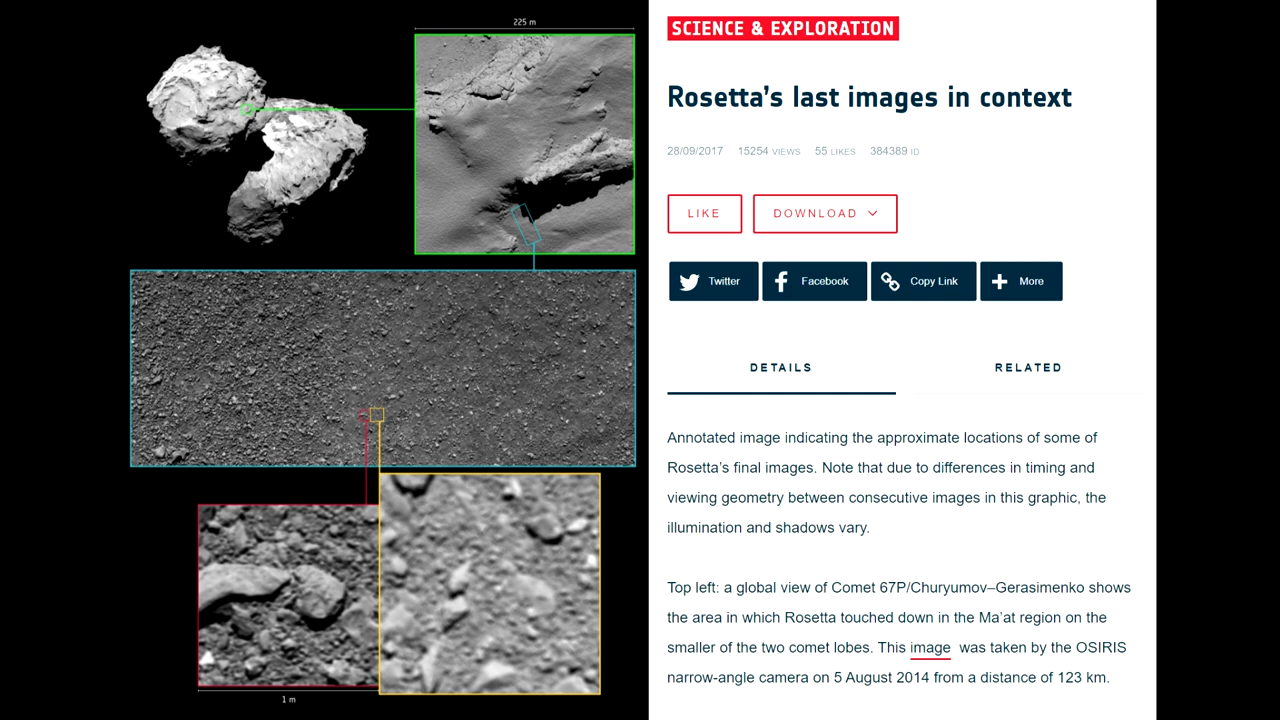 225 m
1 m
SCIENCE & EXPLORATION
Rosetta's last images in context
28/09/2017 15254 VIEWS 55 LIKES 384389 ID
LIKE DOWNLOAD
Twitter Facebook Copy Link More
DETAILS RELATED
Annotated image indicating the approximate locations of some of
Rosetta's final images. Note that due to differences in timing and
viewing geometry between consecutive images in this graphic, the
illumination and shadows vary.
Top left: a global view of Comet 67P/Churyumov–Gerasimenko shows
the area in which Rosetta touched down in the Ma'at region on the
smaller of the two comet lobes. This image was taken by the OSIRIS
narrow-angle camera on 5 August 2014 from a distance of 123 km.